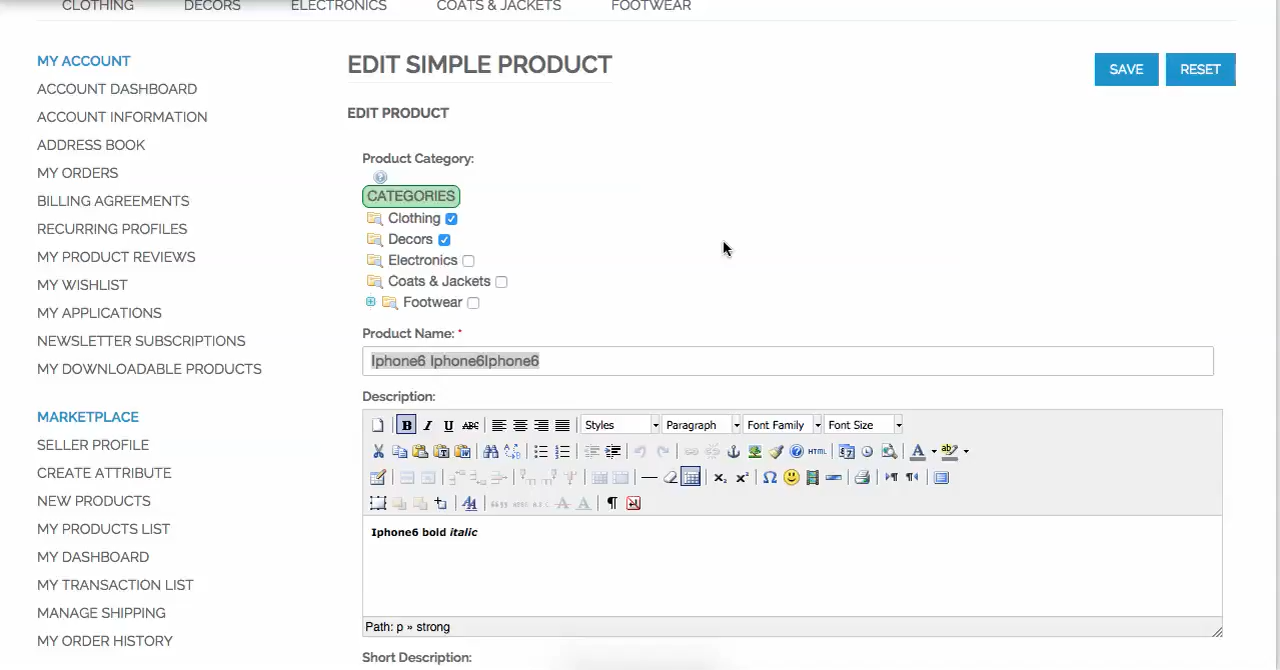 CLOTHING DECORS ELECTRONICS COATS & JACKETS FOOTWEAR
MY ACCOUNT
ACCOUNT DASHBOARD
ACCOUNT INFORMATION
ADDRESS BOOK
MY ORDERS
BILLING AGREEMENTS
RECURRING PROFILES
MY PRODUCT REVIEWS
MY WISHLIST
MY APPLICATIONS
NEWSLETTER SUBSCRIPTIONS
MY DOWNLOADABLE PRODUCTS
MARKETPLACE
SELLER PROFILE
CREATE ATTRIBUTE
NEW PRODUCTS
MY PRODUCTS LIST
MY DASHBOARD
MY TRANSACTION LIST
MANAGE SHIPPING
MY ORDER HISTORY
EDIT SIMPLE PRODUCT
SAVE RESET
EDIT PRODUCT
Product Category:
CATEGORIES
Clothing
Decors
Electronics
Coats & Jackets
Footwear
Product Name: *
Iphone6 Iphone6Iphone6
Description:
B I U ABC Styles Paragraph Font Family Font Size
HTML
Iphone6 bold italic
Path: p » strong
Short Description: